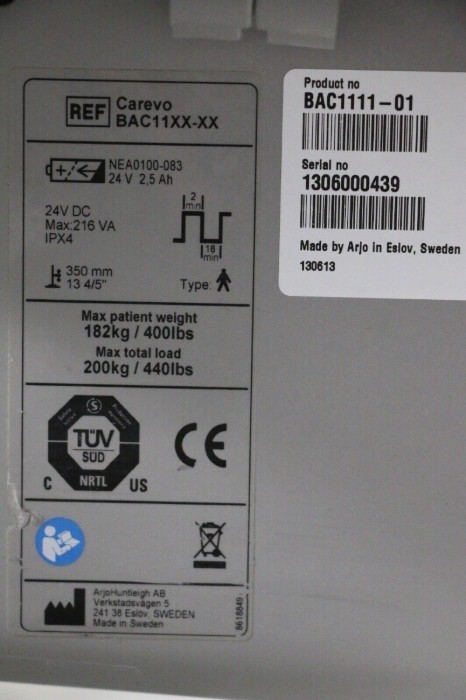 REF Carevo
BAC11XX-XX
NEA0100-083
24 V 2,5 Ah
24V DC
Max:216 VA
IPX4
2
min
18
min
350 mm
13 4/5"
Type:
Max patient weight
182kg / 400lbs
Max total load
200kg / 440lbs
TÜV
SÜD
C NRTL US
CE
ArjoHuntleigh AB
Verkstadsvägen 5
241 38 Eslöv, SWEDEN
Made in Sweden
8618849
Product no
BAC1111-01
Serial no
1306000439
Made by Arjo in Eslov, Sweden
130613